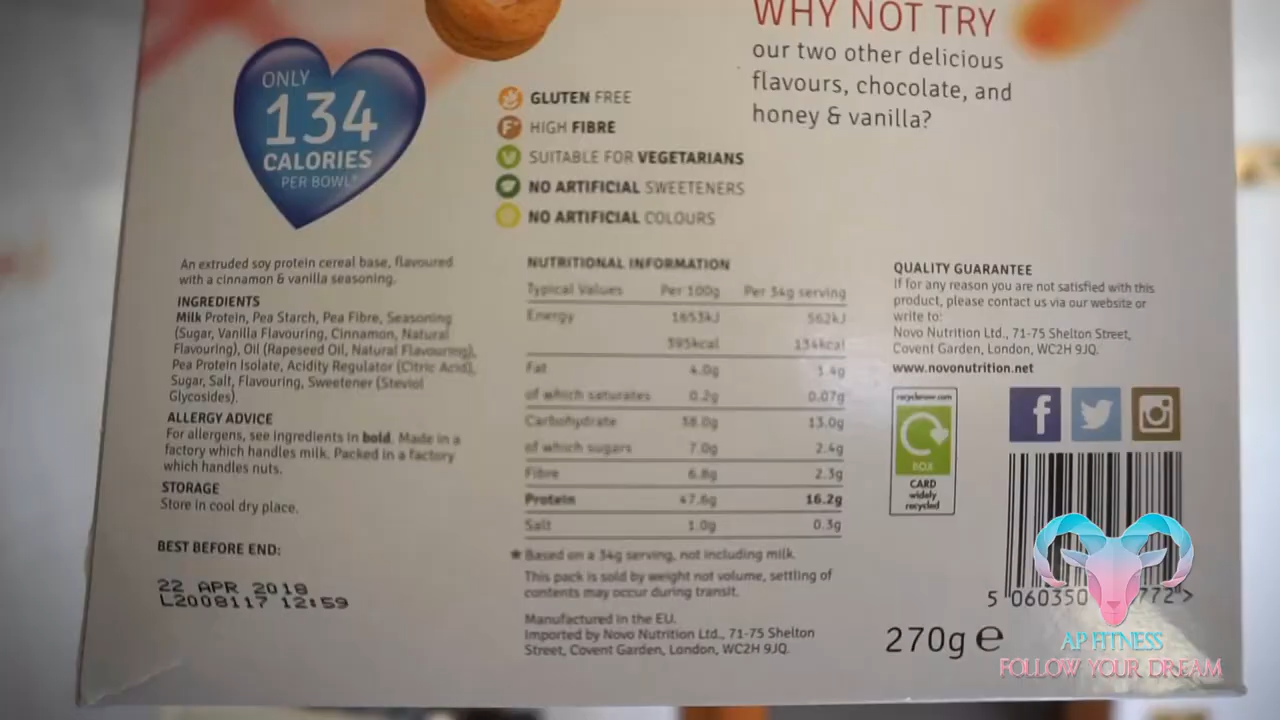 WHY NOT TRY
our two other delicious
flavours, chocolate, and
honey & vanilla?
ONLY
134
CALORIES
PER BOWL*
GLUTEN FREE
HIGH FIBRE
SUITABLE FOR VEGETARIANS
NO ARTIFICIAL SWEETENERS
NO ARTIFICIAL COLOURS
An extruded soy protein cereal base, flavoured
with a cinnamon & vanilla seasoning.
INGREDIENTS
Milk Protein, Pea Starch, Pea Fibre, Seasoning
(Sugar, Vanilla Flavouring, Cinnamon, Natural
Flavouring), Oil (Rapeseed Oil, Natural Flavouring),
Pea Protein Isolate, Acidity Regulator (Citric Acid),
Sugar, Salt, Flavouring, Sweetener (Steviol
Glycosides).
ALLERGY ADVICE
For allergens, see ingredients in bold. Made in a
factory which handles milk. Packed in a factory
which handles nuts.
STORAGE
Store in cool dry place.
BEST BEFORE END:
22 APR 2018
L2008117 12:59
NUTRITIONAL INFORMATION
Typical Values Per 100g Per 34g serving
Energy 1653kJ 562kJ
395kcal 134kcal
Fat 4.0g 1.4g
of which saturates 0.2g 0.07g
Carbohydrate 38.0g 13.0g
of which sugars 7.0g 2.4g
Fibre 6.8g 2.3g
Protein 47.6g 16.2g
Salt 1.0g 0.3g
* Based on a 34g serving, not including milk.
This pack is sold by weight not volume, settling of
contents may occur during transit.
Manufactured in the EU.
Imported by Novo Nutrition Ltd., 71-75 Shelton
Street, Covent Garden, London, WC2H 9JQ.
QUALITY GUARANTEE
If for any reason you are not satisfied with this
product, please contact us via our website or
write to:
Novo Nutrition Ltd., 71-75 Shelton Street,
Covent Garden, London, WC2H 9JQ.
www.novonutrition.net
recyclenow.com
BOX
CARD
widely
recycled
f
5 060350 772 >
270g e
AP FITNESS
FOLLOW YOUR DREAM